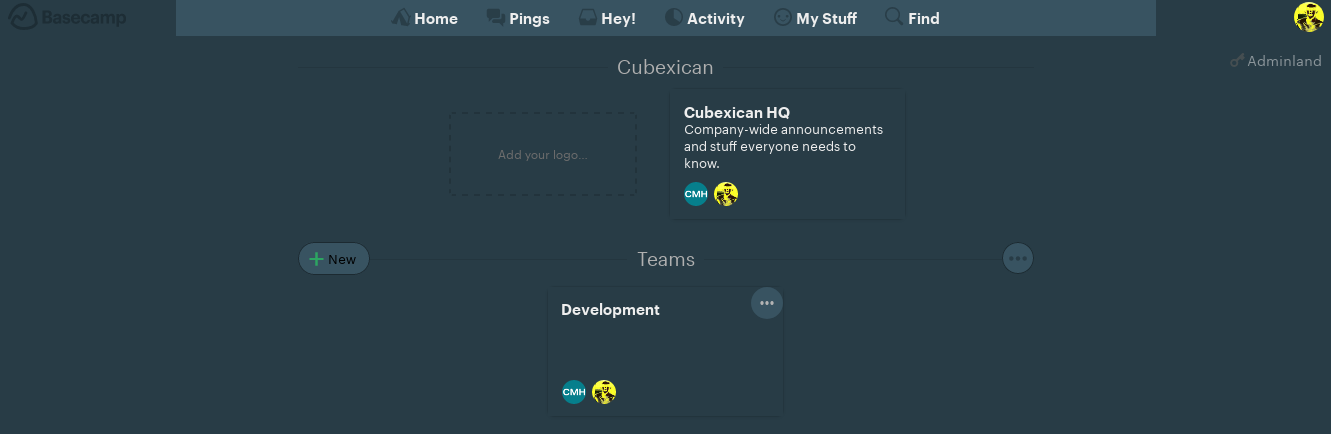 Basecamp
Home Pings Hey! Activity My Stuff Find
Adminland
Cubexican
Add your logo...
Cubexican HQ
Company-wide announcements
and stuff everyone needs to
know.
CMH
New
Teams
Development
CMH